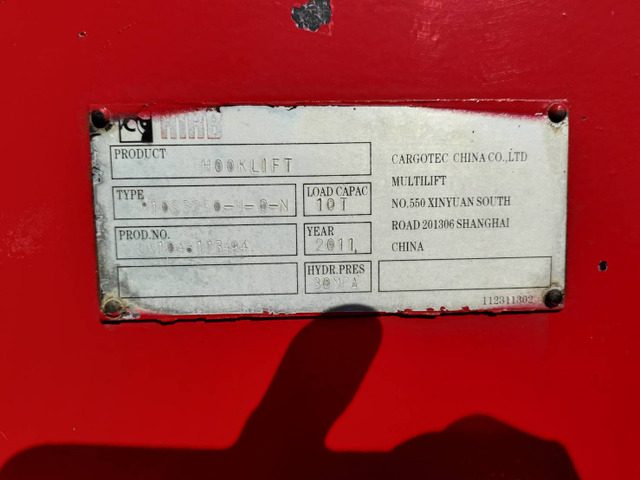 HIAB
PRODUCT HOOKLIFT
TYPE
LOAD CAPAC 10T
PROD.NO.
YEAR 2011
HYDR.PRES
CARGOTEC CHINA CO.,LTD
MULTILIFT
NO.550 XINYUAN SOUTH
ROAD 201306 SHANGHAI
CHINA
112311302